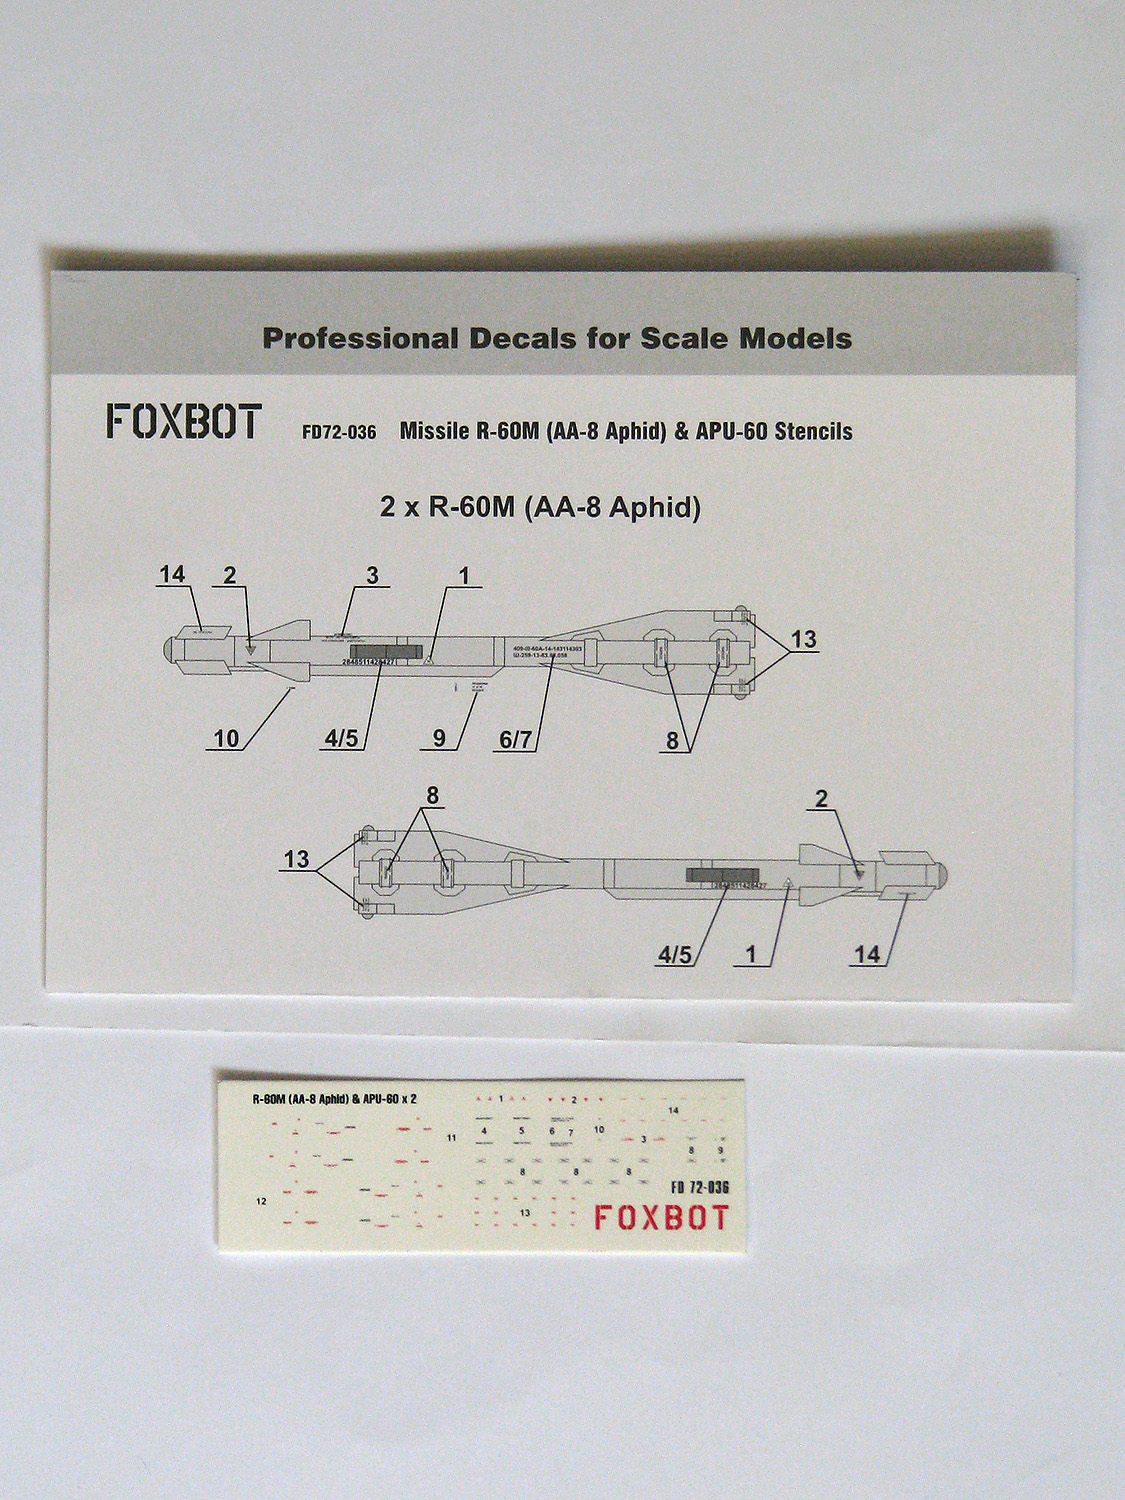 Professional Decals for Scale Models
FOXBOT FD72-036 Missile R-60M (AA-8 Aphid) & APU-60 Stencils
2 x R-60M (AA-8 Aphid)
14 2 3 1
13
2848511428427
10 4/5 9 6/7 8
8 2
13
2848511428427
4/5 1 14
R-60M (AA-8 Aphid) & APU-60 x 2
1 2
14
11 4 5 6 7 10 3
8 9
8 8 8
12
13
FD 72-036
FOXBOT